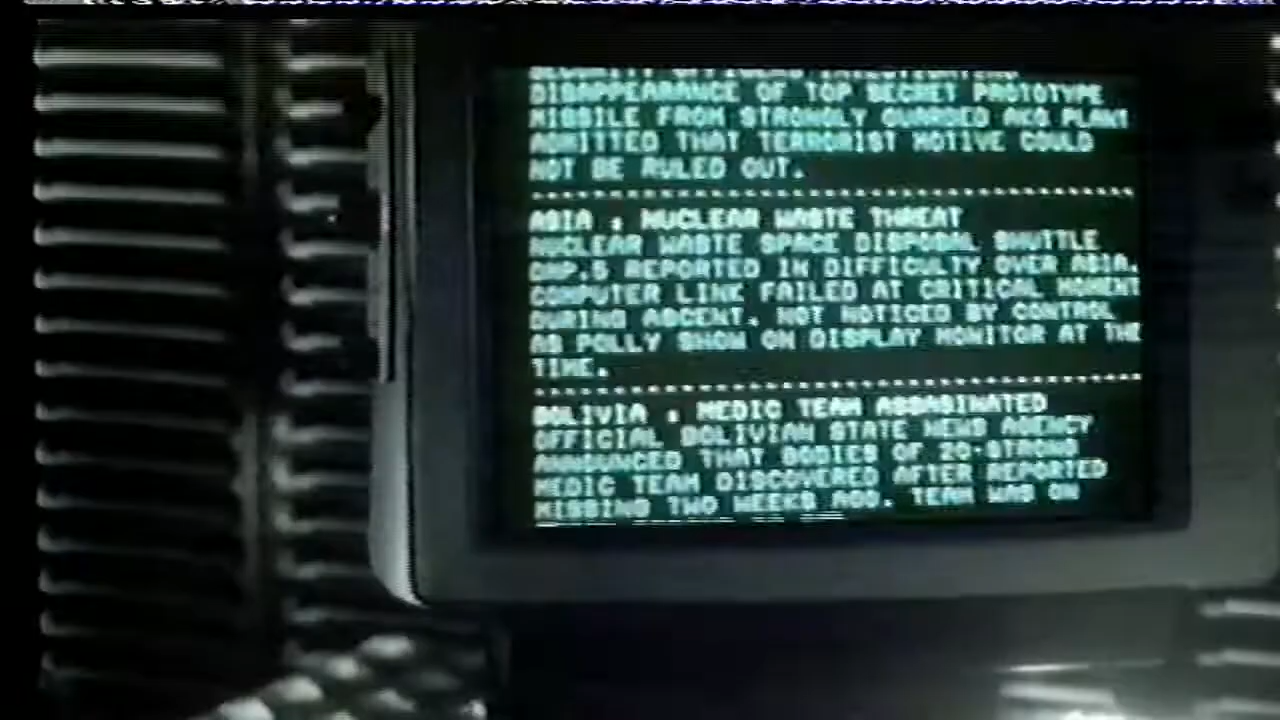 SECURITY OFFICERS INVESTIGATING
DISAPPEARANCE OF TOP SECRET PROTOTYPE
MISSILE FROM STRONGLY GUARDED PLANT
ADMITTED THAT TERRORIST MOTIVE COULD
NOT BE RULED OUT.
ASIA : NUCLEAR WASTE THREAT
NUCLEAR WASTE SPACE DISPOSAL SHUTTLE
REPORTED IN DIFFICULTY OVER ASIA.
COMPUTER LINK FAILED AT CRITICAL MOMENT
DURING ASCENT. NOT NOTICED BY CONTROL
AS POLLY SHOW ON DISPLAY MONITOR AT THE
TIME.
BOLIVIA : MEDIC TEAM ASSASINATED
OFFICIAL BOLIVIAN STATE NEWS AGENCY
ANNOUNCED THAT BODIES OF 20-STRONG
MEDIC TEAM DISCOVERED AFTER REPORTED
MISSING TWO WEEKS AGO. TEAM WAS ON